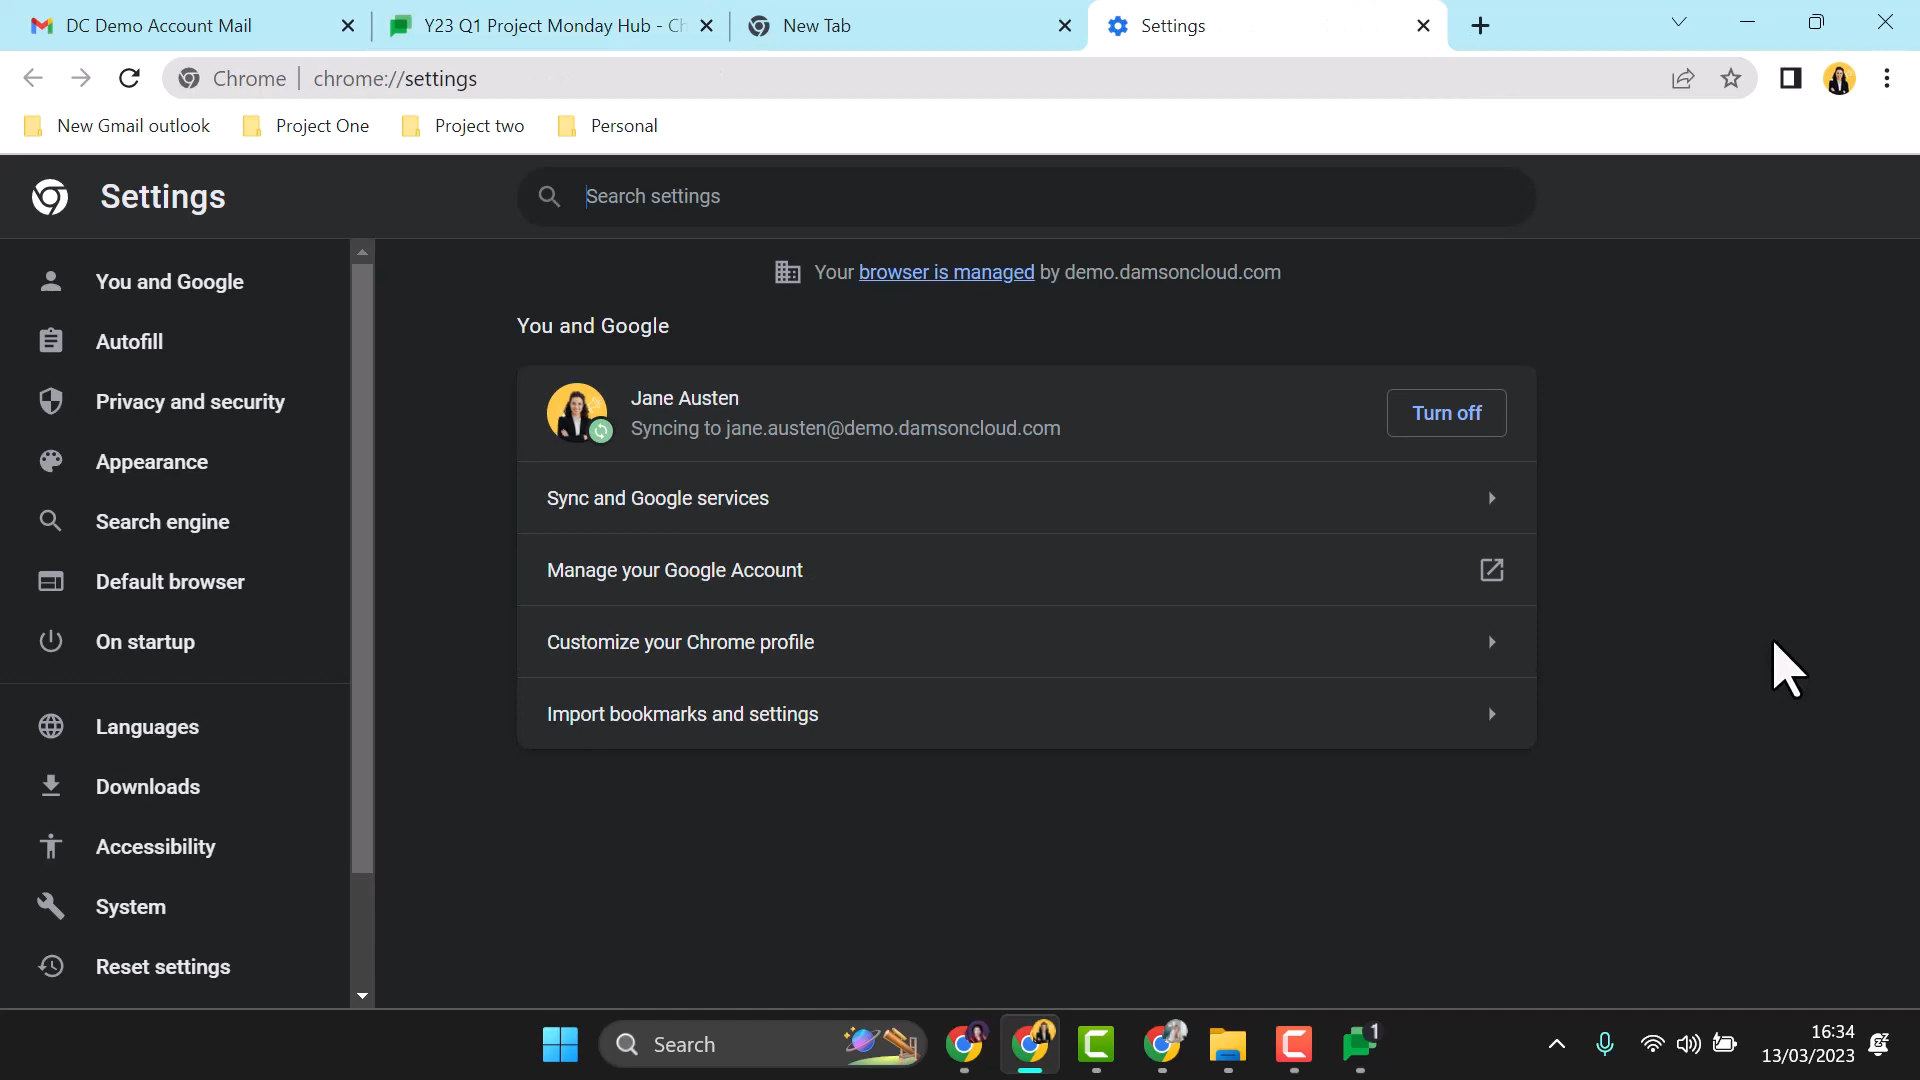 DC Demo Account Mail
Y23 Q1 Project Monday Hub - Ch
New Tab
Settings
Chrome | chrome://settings
New Gmail outlook
Project One
Project two
Personal
Settings
Search settings
You and Google
Autofill
Privacy and security
Appearance
Search engine
Default browser
On startup
Languages
Downloads
Accessibility
System
Reset settings
Your browser is managed by demo.damsoncloud.com
You and Google
Jane Austen
Syncing to jane.austen@demo.damsoncloud.com
Turn off
Sync and Google services
Manage your Google Account
Customize your Chrome profile
Import bookmarks and settings
Search
1
16:34
13/03/2023